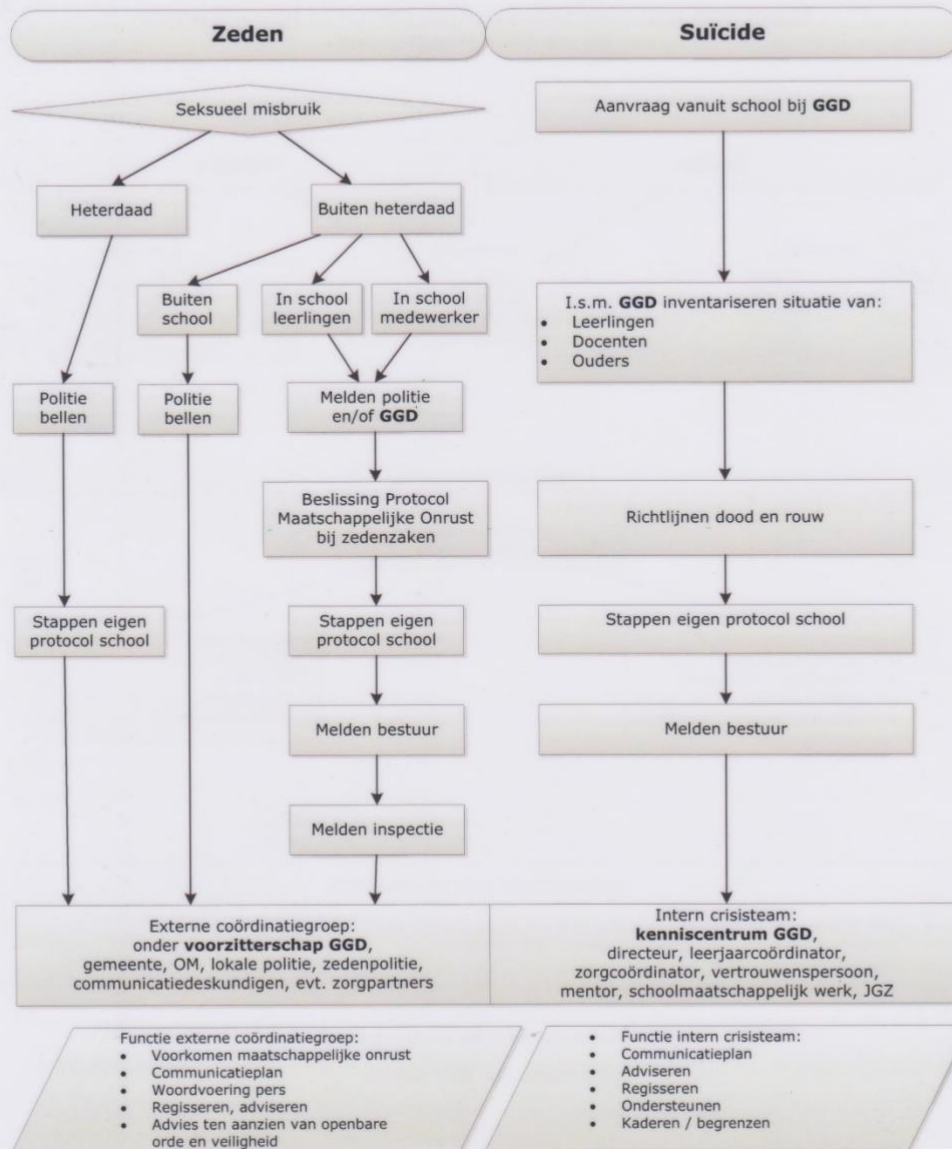 Zeden
Seksueel misbruik
Heterdaad
Buiten heterdaad
Buiten
school
In school
leerlingen
In school
medewerker
Politie
bellen
Politie
bellen
Melden politie
en/of GGD
Beslissing Protocol
Maatschappelijke Onrust
bij zedenzaken
Stappen eigen
protocol school
Stappen eigen
protocol school
Melden bestuur
Melden inspectie
Externe coördinatiegroep:
onder voorzitterschap GGD,
gemeente, OM, lokale politie, zedenpolitie,
communicatiedeskundigen, evt. zorgpartners
Functie externe coördinatiegroep:
• Voorkomen maatschappelijke onrust
• Communicatieplan
• Woordvoering pers
• Regisseren, adviseren
• Advies ten aanzien van openbare
orde en veiligheid
Suïcide
Aanvraag vanuit school bij GGD
I.s.m. GGD inventariseren situatie van:
• Leerlingen
• Docenten
• Ouders
Richtlijnen dood en rouw
Stappen eigen protocol school
Melden bestuur
Intern crisisteam:
kenniscentrum GGD,
directeur, leerjaarcoördinator,
zorgcoördinator, vertrouwenspersoon,
mentor, schoolmaatschappelijk werk, JGZ
• Functie intern crisisteam:
• Communicatieplan
• Adviseren
• Regisseren
• Ondersteunen
• Kaderen / begrenzen